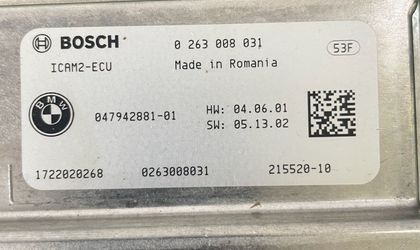 BOSCH 0 263 008 031 53F
ICAM2-ECU Made in Romania
BMW 047942881-01 HW: 04.06.01
SW: 05.13.02
1722020268 0263008031 215520-10